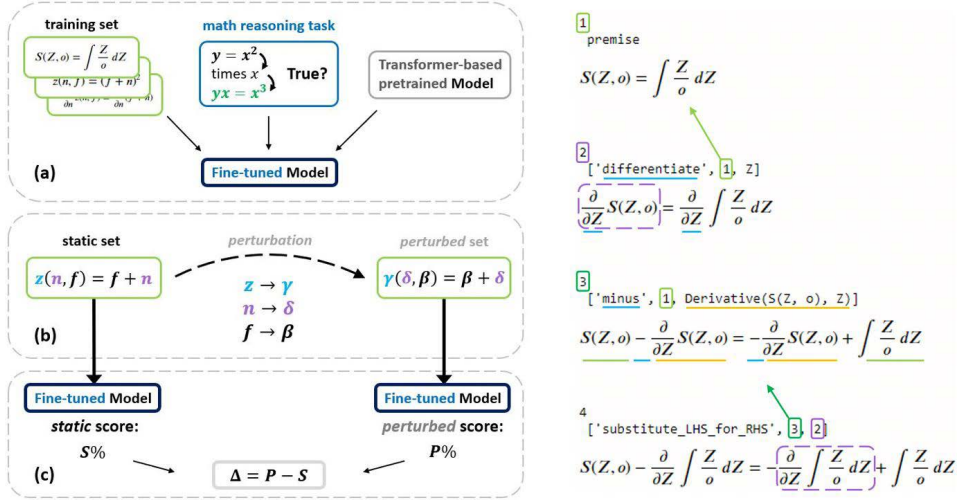 training set
S(Z, o) = ∫ Z/o dZ
z(n, f) = (f + n)²
math reasoning task
y = x²
times x
yx = x³
True?
Transformer-based
pretrained Model
Fine-tuned Model
(a)
static set
z(n, f) = f + n
perturbation
z → γ
n → δ
f → β
perturbed set
γ(δ, β) = β + δ
(b)
Fine-tuned Model
static score:
S%
Fine-tuned Model
perturbed score:
P%
Δ = P − S
(c)
1
premise
S(Z, o) = ∫ Z/o dZ
2
['differentiate', 1, Z]
∂/∂Z S(Z, o) = ∂/∂Z ∫ Z/o dZ
3
['minus', 1, Derivative(S(Z, o), Z)]
S(Z, o) − ∂/∂Z S(Z, o) = −∂/∂Z S(Z, o) + ∫ Z/o dZ
4
['substitute_LHS_for_RHS', 3, 2]
S(Z, o) − ∂/∂Z ∫ Z/o dZ = −∂/∂Z ∫ Z/o dZ + ∫ Z/o dZ